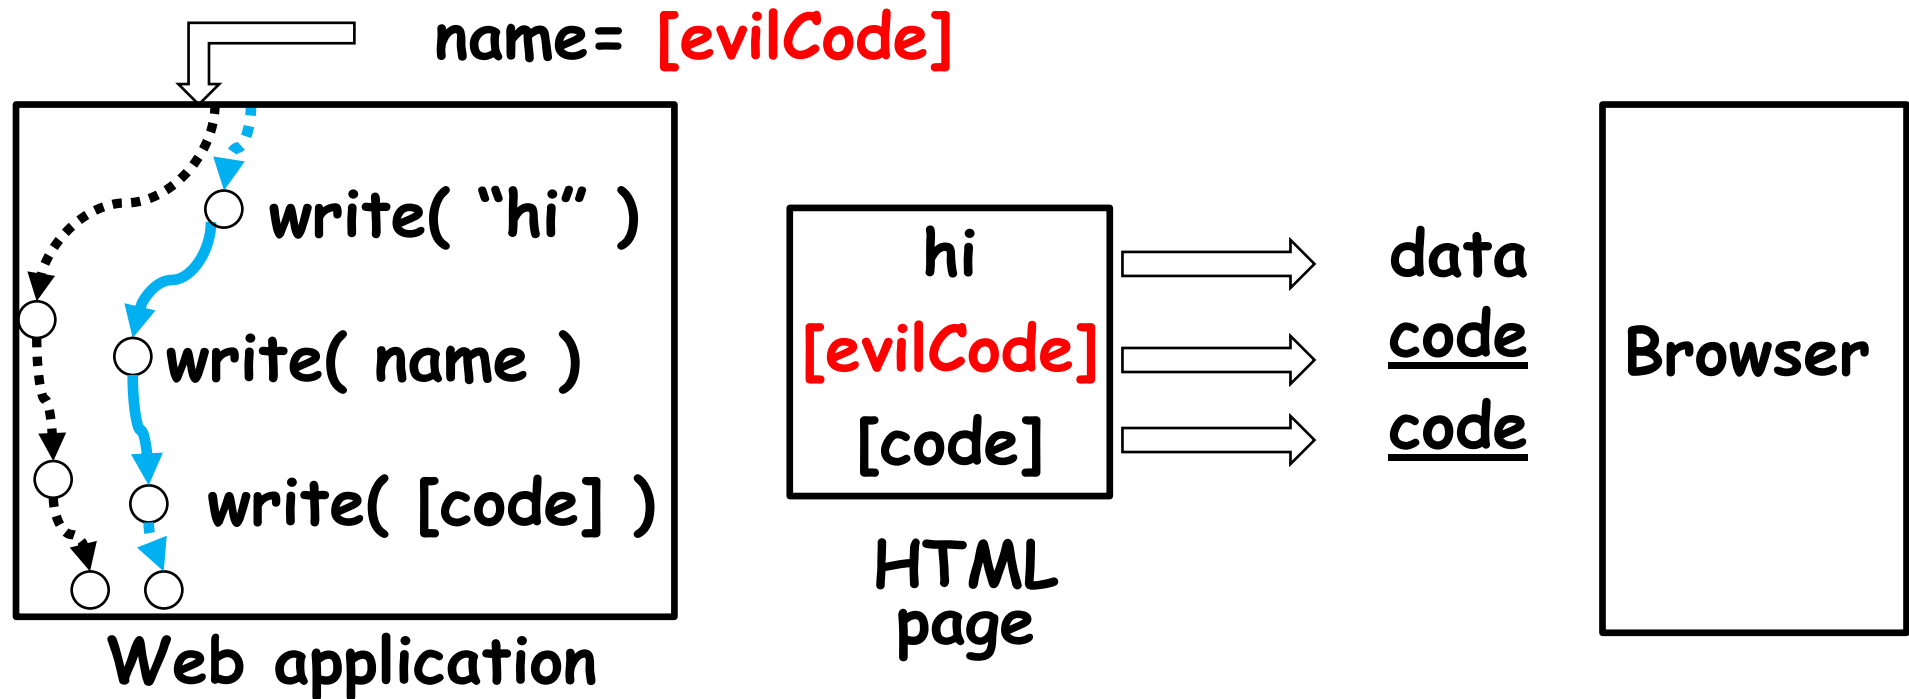 name= [evilCode]
write( “hi” )
write( name )
write( [code] )
Web application
hi
[evilCode]
[code]
HTML
page
data
code
code
Browser